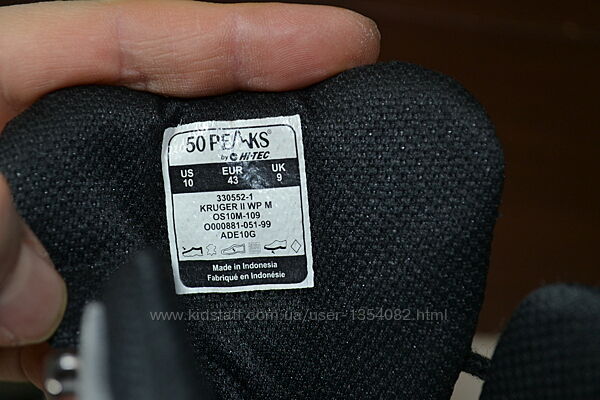 50 PEAKS
by HI-TEC
US EUR UK
10 43 9
330552-1
KRUGER II WP M
OS10M-109
O000881-051-99
ADE10G
Made in Indonesia
Fabriqué en Indonésie
www.kidstaff.com.ua/user-1354082.html